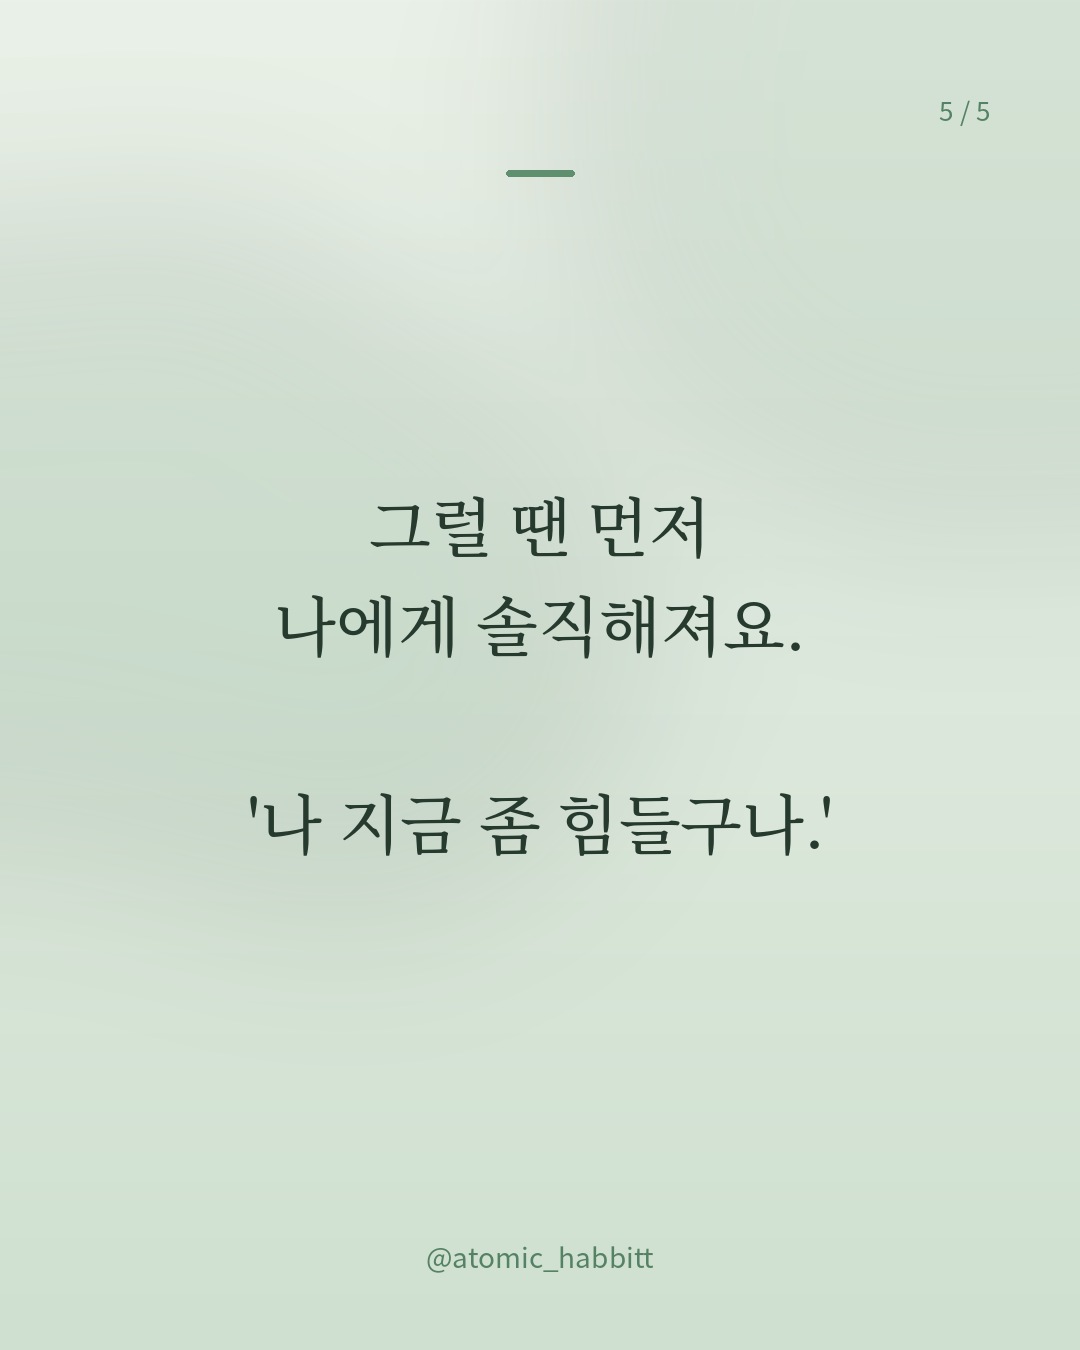 5 / 5
그럴 땐 먼저
나에게 솔직해져요.
'나 지금 좀 힘들구나.'
@atomic_habbitt